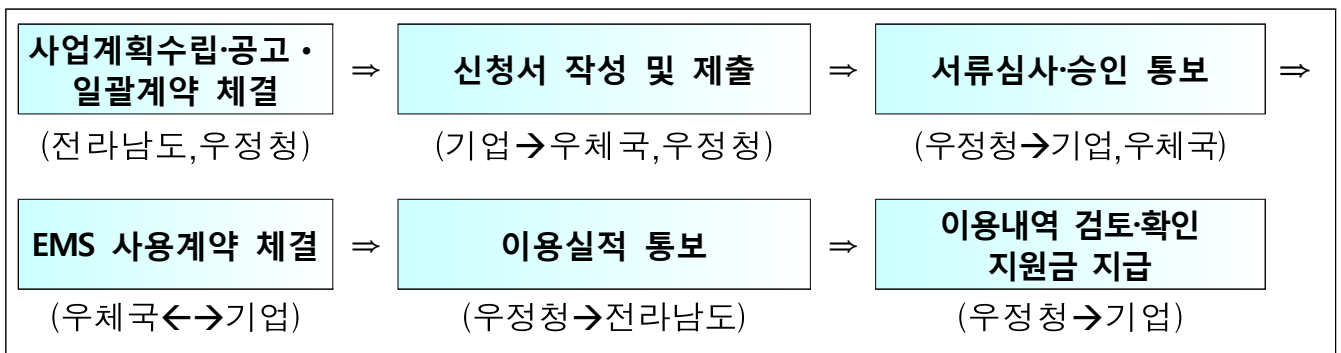 사업계획수립·공고·
일괄계약 체결
⇒
신청서 작성 및 제출
⇒
서류심사·승인 통보
⇒
(전라남도,우정청)
(기업→우체국,우정청)
(우정청→기업,우체국)
EMS 사용계약 체결
⇒
이용실적 통보
⇒
이용내역 검토·확인
지원금 지급
(우체국←→기업)
(우정청→전라남도)
(우정청→기업)